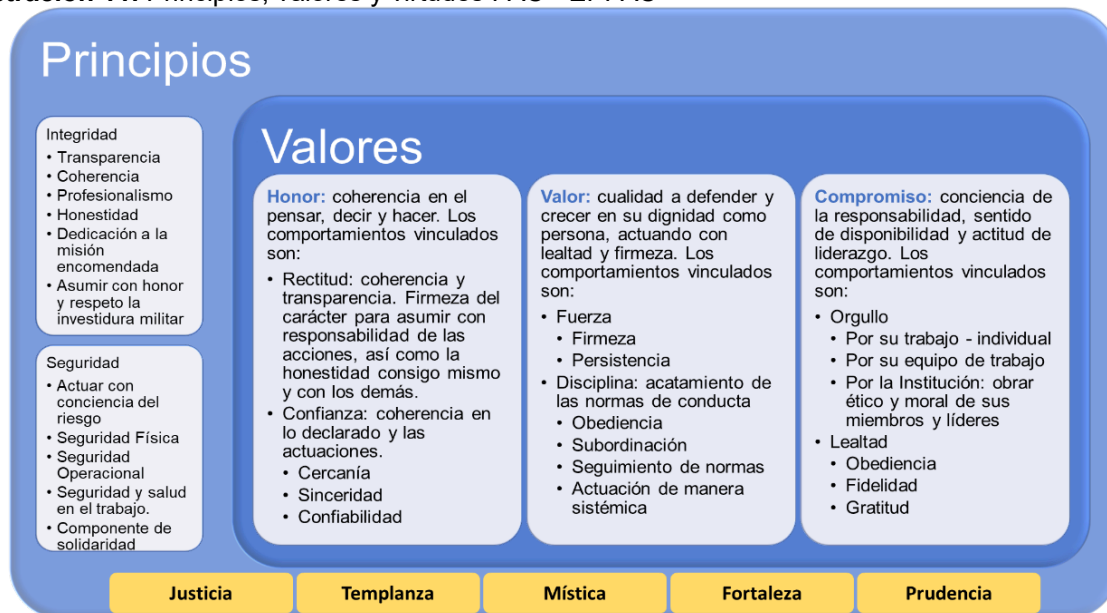 Principios, valores y virtudes FAC - EPFAC
Principios
Integridad
• Transparencia
• Coherencia
• Profesionalismo
• Honestidad
• Dedicación a la
misión
encomendada
• Asumir con honor
y respeto la
investidura militar
Seguridad
• Actuar con
conciencia del
riesgo
• Seguridad Física
• Seguridad
Operacional
• Seguridad y salud
en el trabajo.
• Componente de
solidaridad
Valores
Honor: coherencia en el
pensar, decir y hacer. Los
comportamientos vinculados
son:
• Rectitud: coherencia y
transparencia. Firmeza del
carácter para asumir con
responsabilidad de las
acciones, así como la
honestidad consigo mismo
y con los demás.
• Confianza: coherencia en
lo declarado y las
actuaciones.
• Cercanía
• Sinceridad
• Confiabilidad
Valor: cualidad a defender y
crecer en su dignidad como
persona, actuando con
lealtad y firmeza. Los
comportamientos vinculados
son:
• Fuerza
• Firmeza
• Persistencia
• Disciplina: acatamiento de
las normas de conducta
• Obediencia
• Subordinación
• Seguimiento de normas
• Actuación de manera
sistémica
Compromiso: conciencia de
la responsabilidad, sentido
de disponibilidad y actitud de
liderazgo. Los
comportamientos vinculados
son:
• Orgullo
• Por su trabajo - individual
• Por su equipo de trabajo
• Por la Institución: obrar
ético y moral de sus
miembros y líderes
• Lealtad
• Obediencia
• Fidelidad
• Gratitud
Justicia
Templanza
Mística
Fortaleza
Prudencia